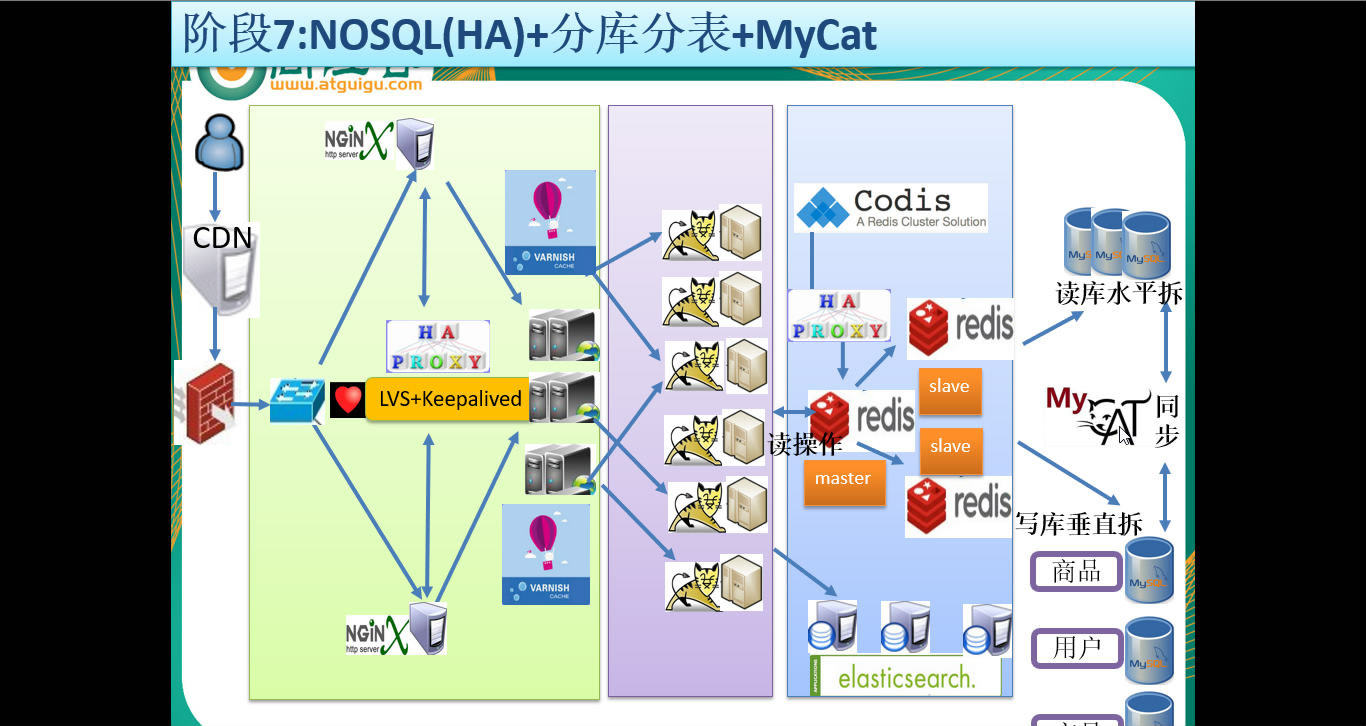 阶段7:NOSQL(HA)+分库分表+MyCat
www.atguigu.com
CDN
NGiNX
http server
HA
PROXY
LVS+Keepalived
VARNISH
CACHE
VARNISH
CACHE
NGiNX
http server
Codis
A Redis Cluster Solution
HA
PROXY
redis
redis
slave
读操作
slave
master
redis
elasticsearch.
MySQL
读库水平拆
MyCAT
同
步
写库垂直拆
商品
MySQL
用户
MySQL